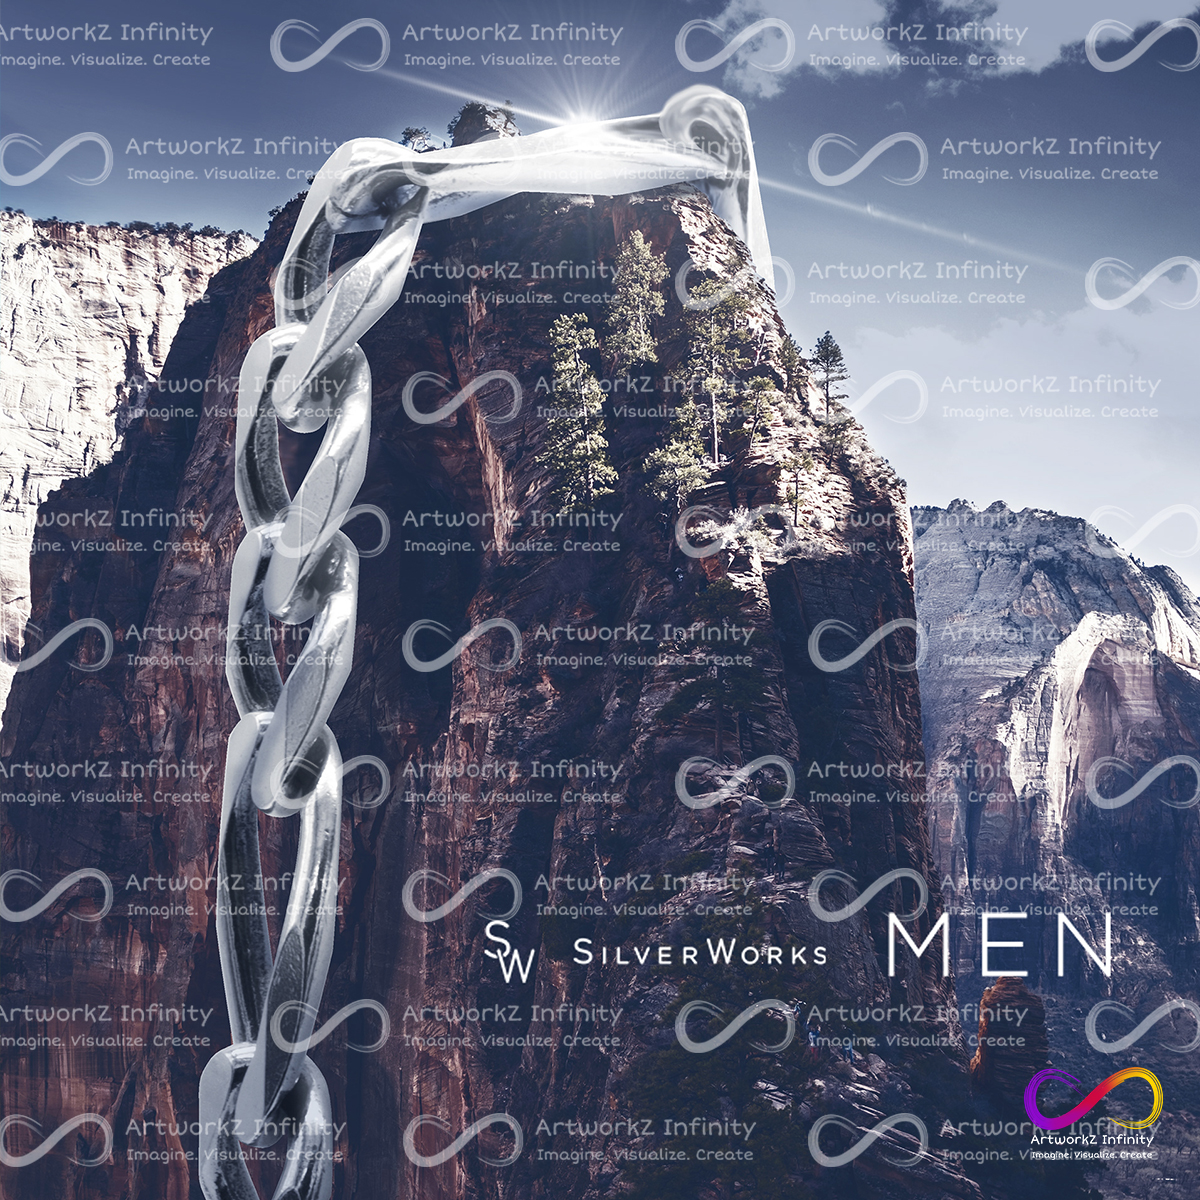 ArtworkZ Infinity
Imagine. Visualize. Create
SW SILVERWORKS MEN
ArtworkZ Infinity
Imagine. Visualize. Create